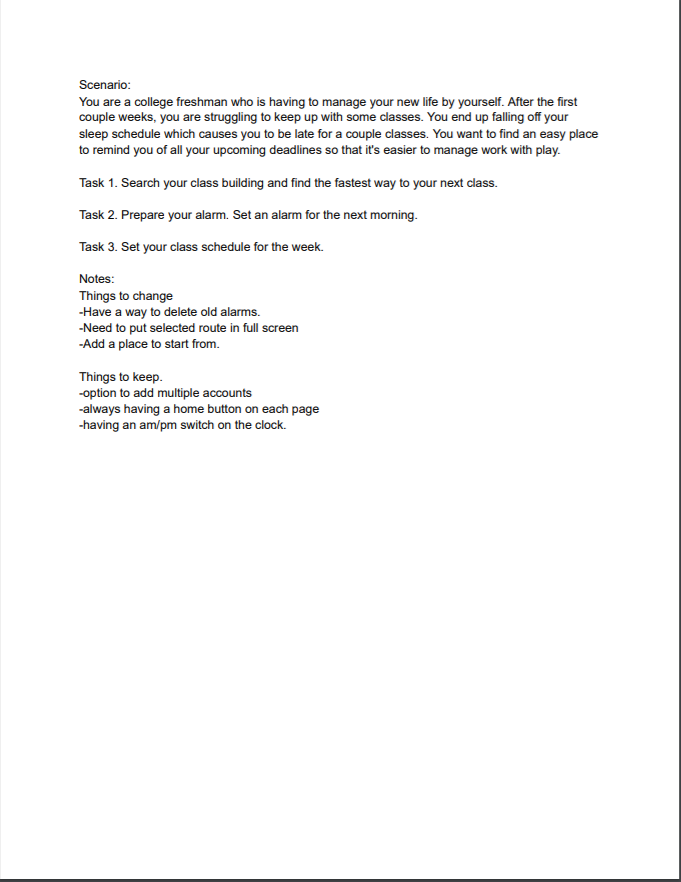 Scenario:
You are a college freshman who is having to manage your new life by yourself. After the first
couple weeks, you are struggling to keep up with some classes. You end up falling off your
sleep schedule which causes you to be late for a couple classes. You want to find an easy place
to remind you of all your upcoming deadlines so that it's easier to manage work with play.
Task 1. Search your class building and find the fastest way to your next class.
Task 2. Prepare your alarm. Set an alarm for the next morning.
Task 3. Set your class schedule for the week.
Notes:
Things to change
-Have a way to delete old alarms.
-Need to put selected route in full screen
-Add a place to start from.
Things to keep.
-option to add multiple accounts
-always having a home button on each page
-having an am/pm switch on the clock.